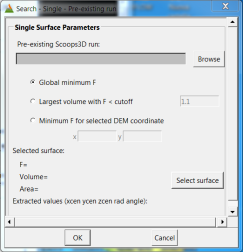 Search - Single - Pre-existing run
Single Surface Parameters
Pre-existing Scoops3D run:
Browse
Global minimum F
Largest volume with F < cutoff
1.1
Minimum F for selected DEM coordinate
x y
Selected surface:
F=
Volume=
Area=
Select surface
Extracted values (xcen ycen zcen rad angle):
OK Cancel